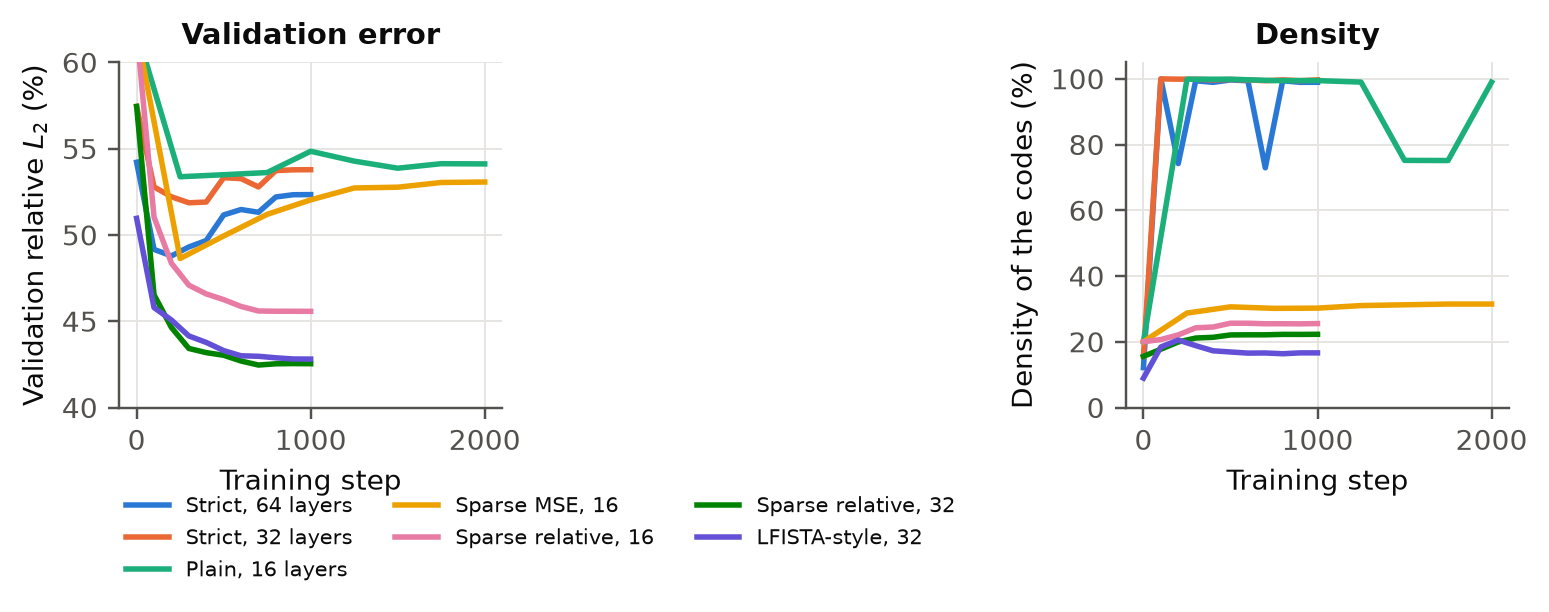 Validation error
Validation relative L₂ (%)
60
55
50
45
40
0
1000
2000
Training step
Density
Density of the codes (%)
100
80
60
40
20
0
0
1000
2000
Training step
Strict, 64 layers
Strict, 32 layers
Plain, 16 layers
Sparse MSE, 16
Sparse relative, 16
Sparse relative, 32
LFISTA-style, 32